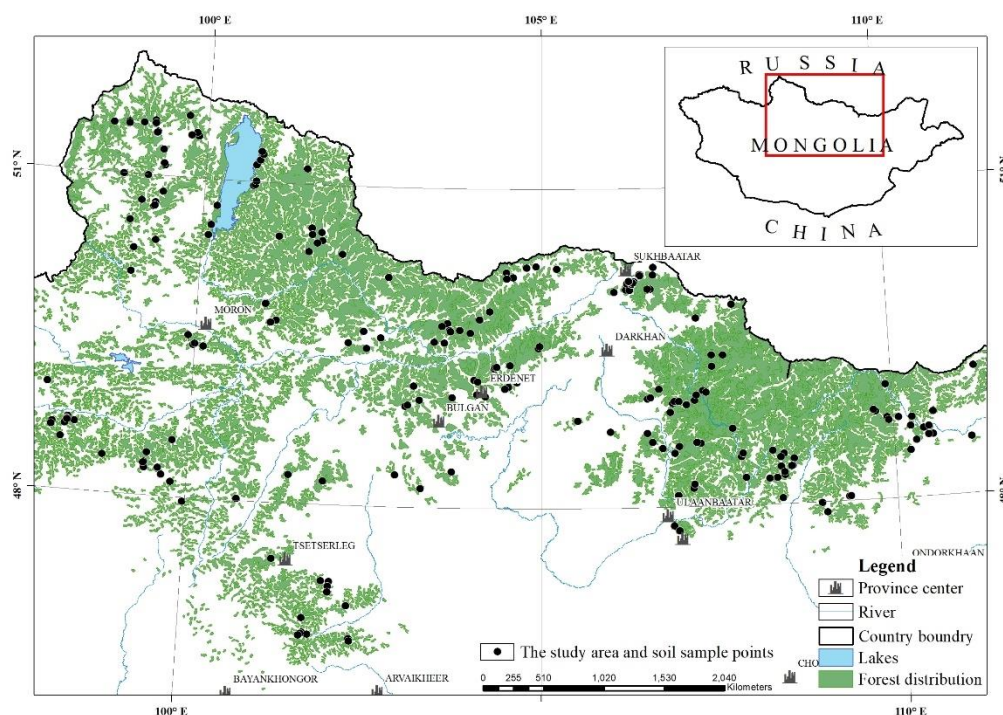 100° E
105° E
110° E
RUSSIA
MONGOLIA
CHINA
51° N
SUKHBAATAR
MORON
DARKHAN
ERDENET
BULGAN
48° N
ULAANBAATAR
TSETSERLEG
ONDORKHAAN
Legend
Province center
River
Country boundry
Lakes
Forest distribution
The study area and soil sample points
0 255 510 1,020 1,530 2,040
Kilometers
CHO
BAYANKHONGOR
ARVAIKHEER
100° E
110° E